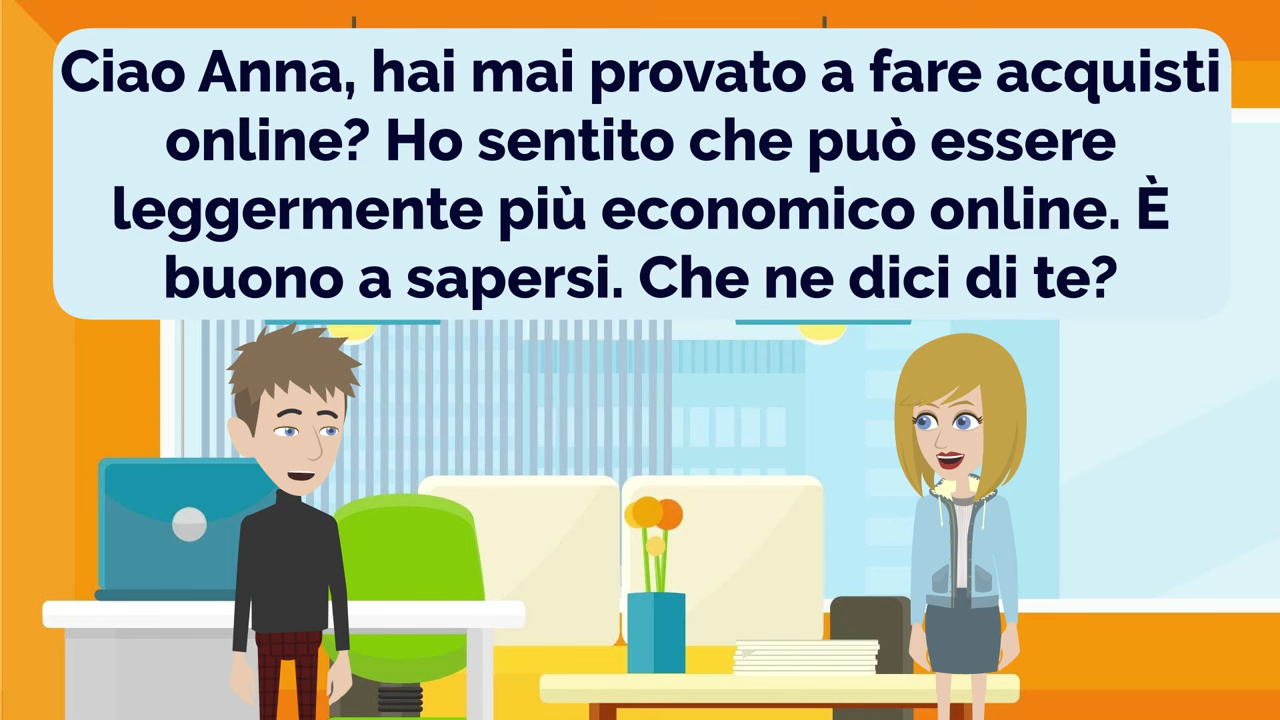 Ciao Anna, hai mai provato a fare acquisti
online? Ho sentito che può essere
leggermente più economico online. È
buono a sapersi. Che ne dici di te?